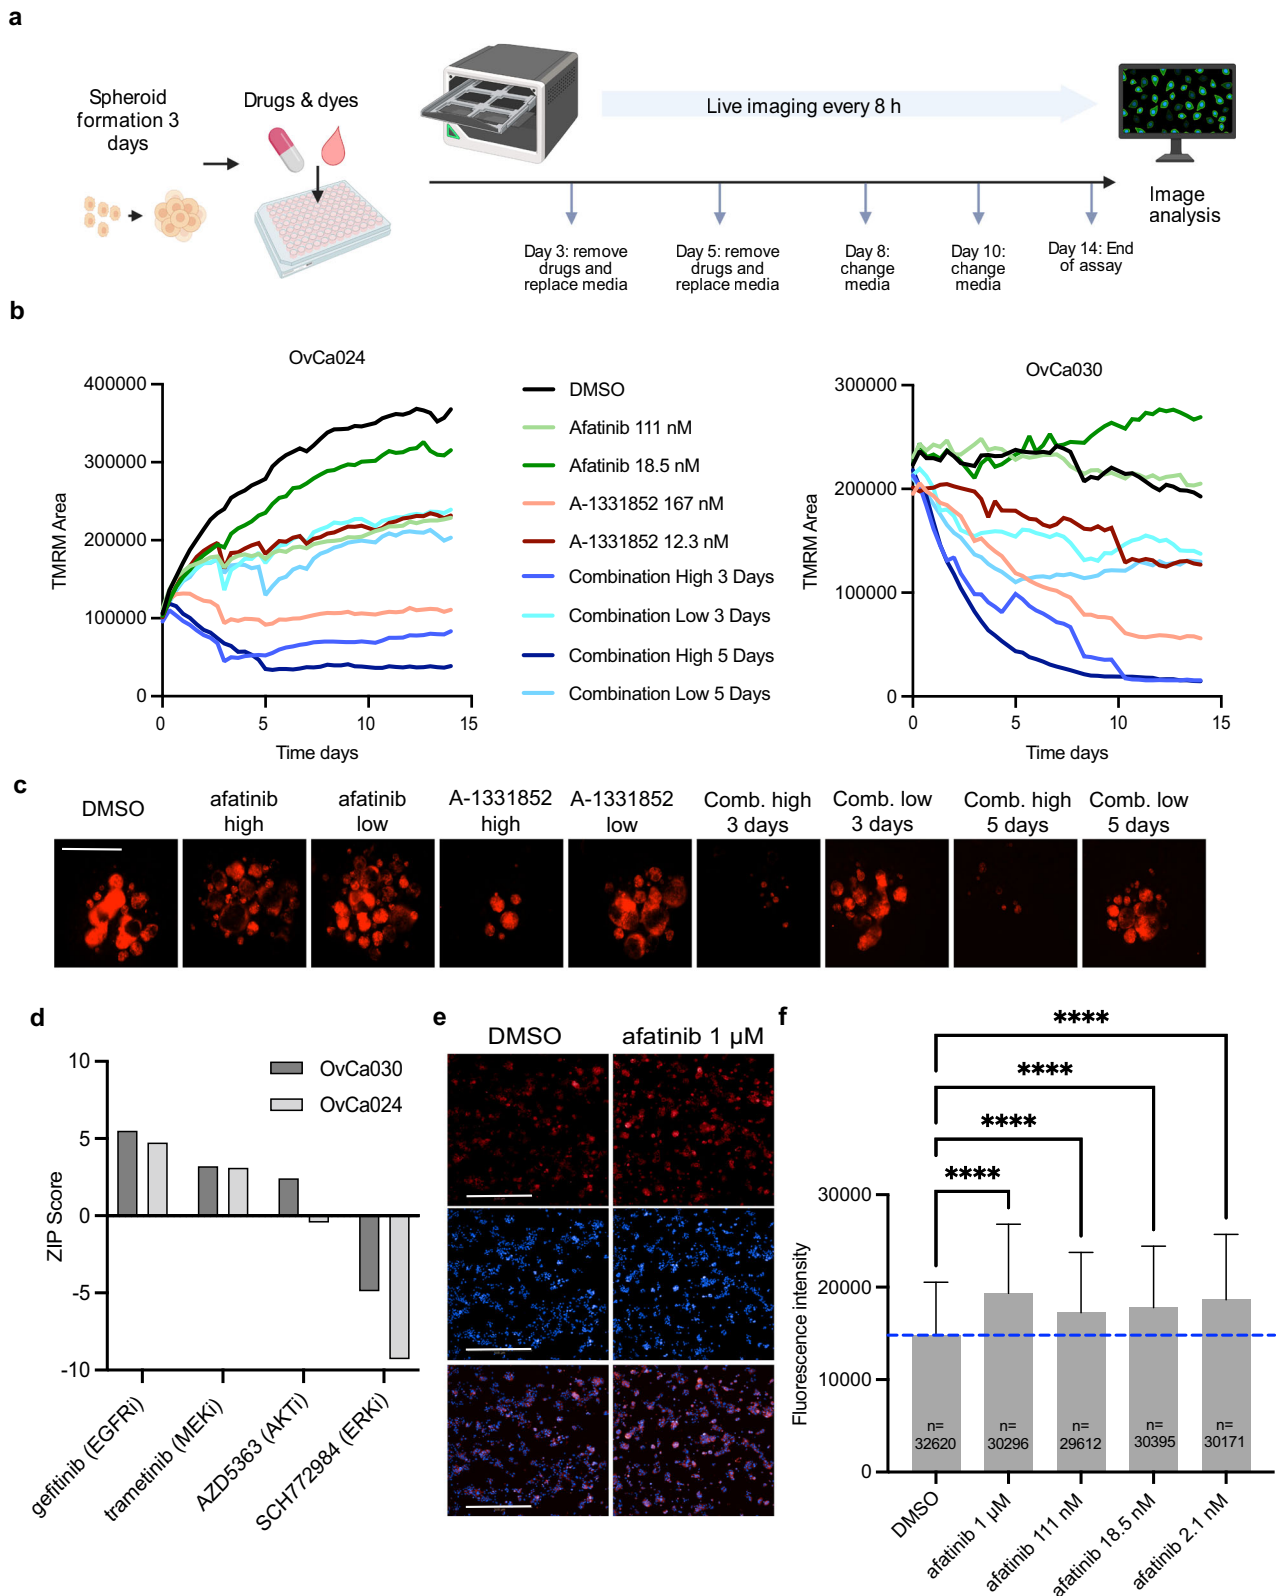 a
Spheroid
formation 3
days
Drugs & dyes
Live imaging every 8 h
Image
analysis
Day 3: remove
drugs and
replace media
Day 5: remove
drugs and
replace media
Day 8:
change
media
Day 10:
change
media
Day 14: End
of assay
b
OvCa024
400000
300000
200000
100000
0
TMRM Area
0
5
10
15
Time days
DMSO
Afatinib 111 nM
Afatinib 18.5 nM
A-1331852 167 nM
A-1331852 12.3 nM
Combination High 3 Days
Combination Low 3 Days
Combination High 5 Days
Combination Low 5 Days
OvCa030
300000
200000
100000
0
TMRM Area
0
5
10
15
Time days
c
DMSO
afatinib
high
afatinib
low
A-1331852
high
A-1331852
low
Comb. high
3 days
Comb. low
3 days
Comb. high
5 days
Comb. low
5 days
d
10
5
0
-5
-10
ZIP Score
OvCa030
OvCa024
gefitinib (EGFRi)
trametinib (MEKi)
AZD5363 (AKTi)
SCH772984 (ERKi)
e
DMSO
afatinib 1 µM
f
****
****
****
****
30000
20000
10000
0
Fluorescence intensity
n=
32620
n=
30296
n=
29612
n=
30395
n=
30171
DMSO
afatinib 1 µM
afatinib 111 nM
afatinib 18.5 nM
afatinib 2.1 nM